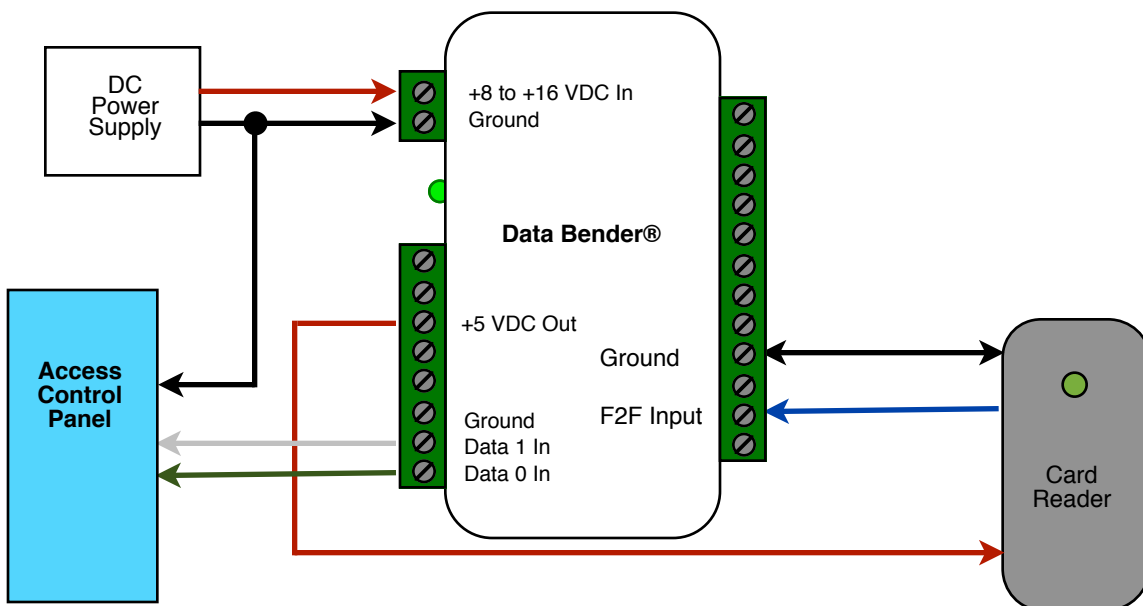 DC
Power
Supply
+8 to +16 VDC In
Ground
Data Bender®
+5 VDC Out
Ground
F2F Input
Access
Control
Panel
Ground
Data 1 In
Data 0 In
Card
Reader